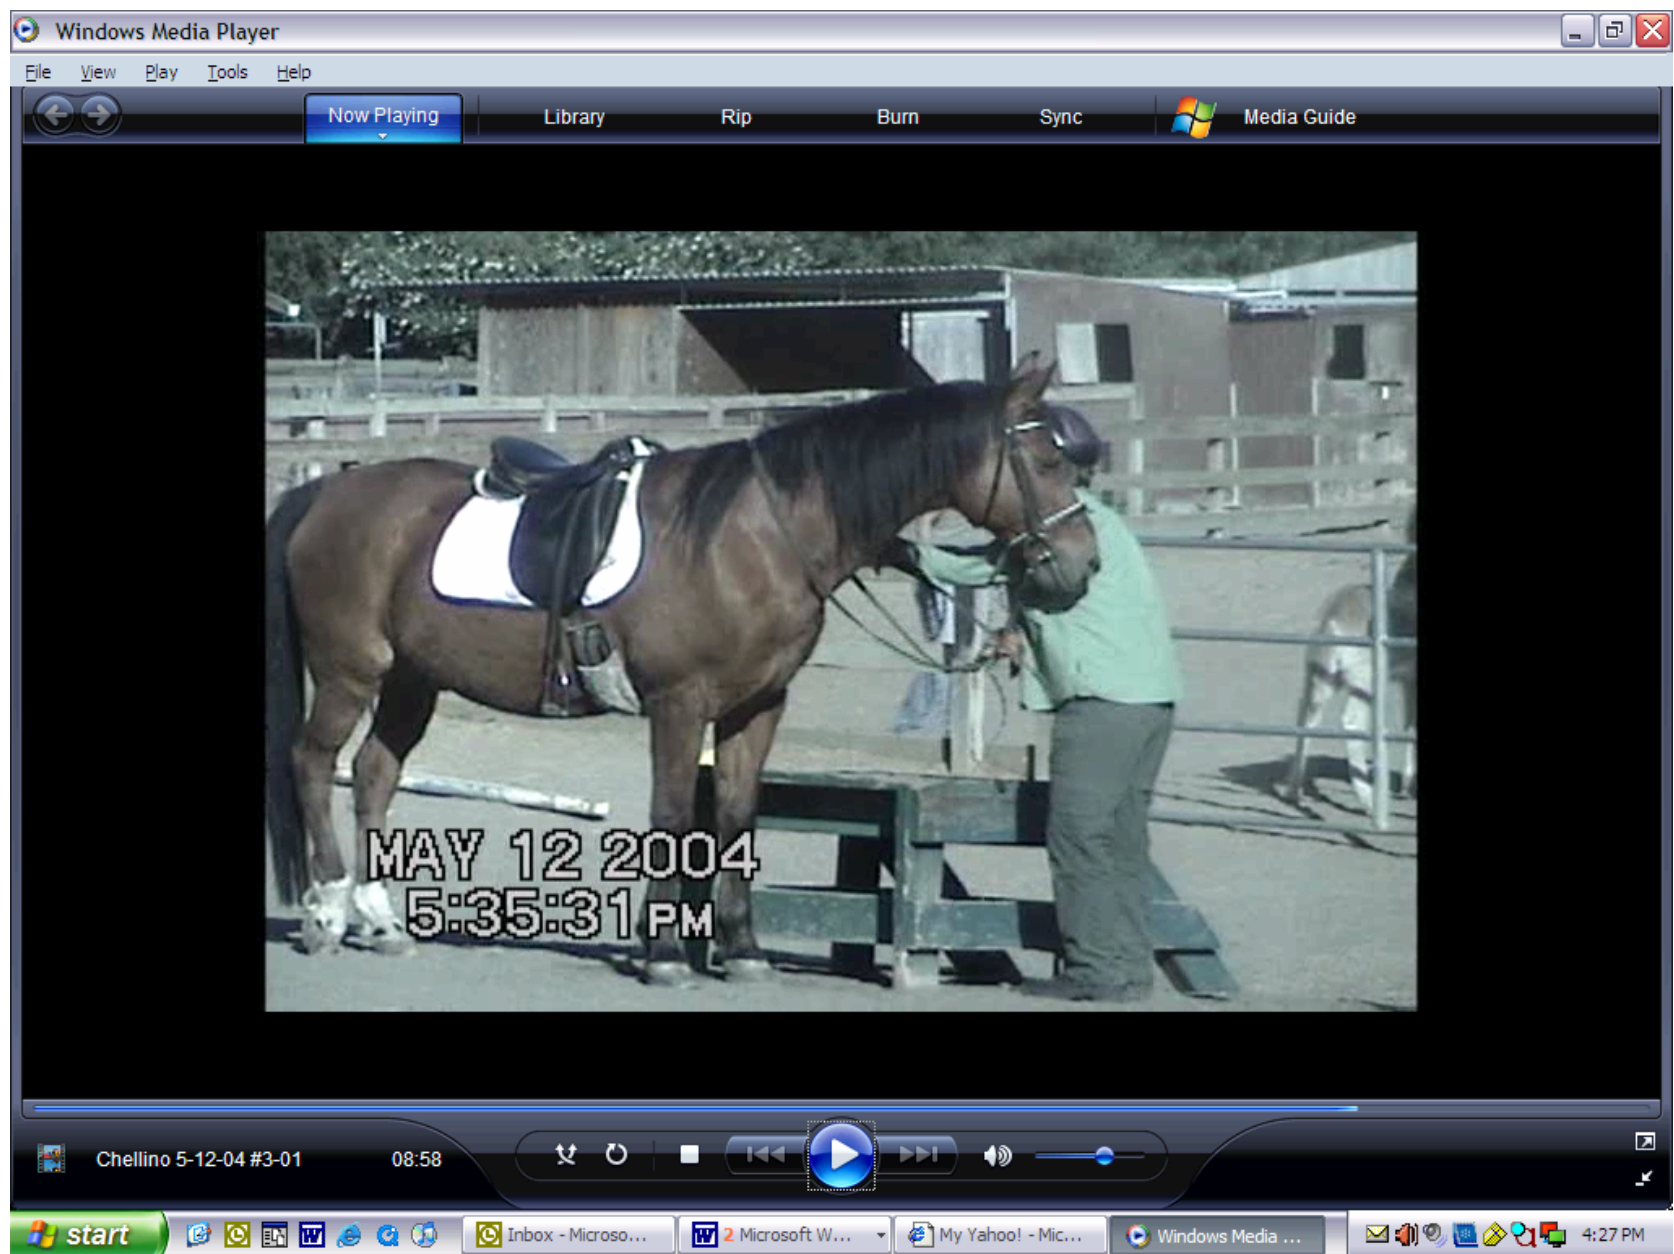 Windows Media Player
File View Play Tools Help
Now Playing Library Rip Burn Sync Media Guide
MAY 12 2004
5:35:31 PM
Chellino 5-12-04 #3-01 08:58
start Inbox - Microso... 2 Microsoft W... My Yahoo! - Mic... Windows Media ... 4:27 PM